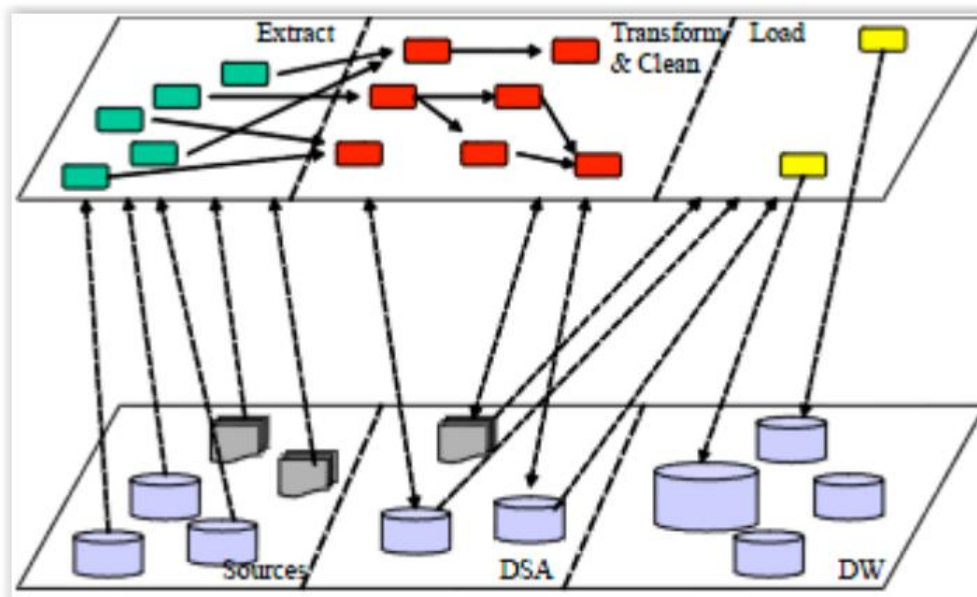 Extract
Transform
& Clean
Load
Sources
DSA
DW